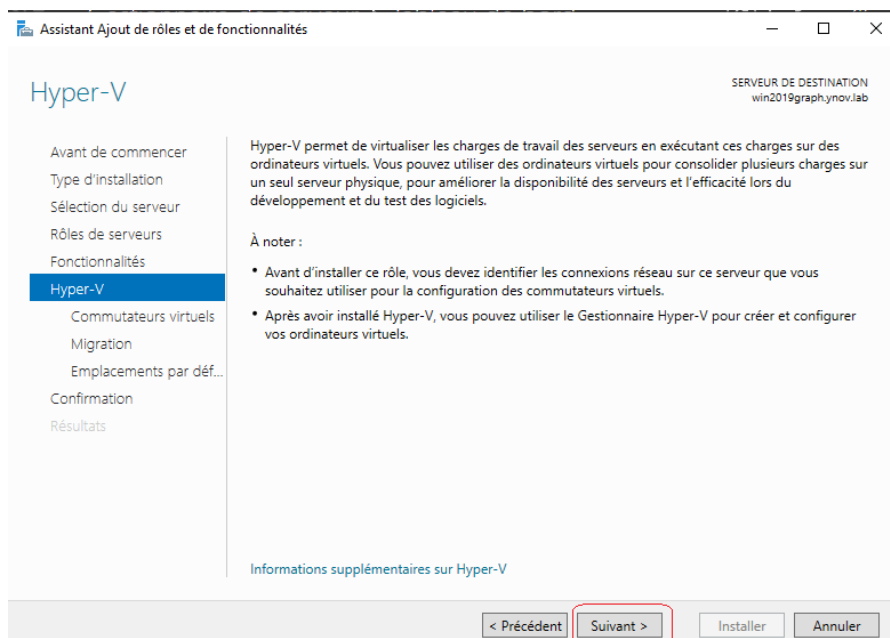 Assistant Ajout de rôles et de fonctionnalités
Hyper-V
SERVEUR DE DESTINATION
win2019graph.ynov.lab
Avant de commencer
Type d'installation
Sélection du serveur
Rôles de serveurs
Fonctionnalités
Hyper-V
Commutateurs virtuels
Migration
Emplacements par déf...
Confirmation
Résultats
Hyper-V permet de virtualiser les charges de travail des serveurs en exécutant ces charges sur des
ordinateurs virtuels. Vous pouvez utiliser des ordinateurs virtuels pour consolider plusieurs charges sur
un seul serveur physique, pour améliorer la disponibilité des serveurs et l'efficacité lors du
développement et du test des logiciels.
À noter :
• Avant d'installer ce rôle, vous devez identifier les connexions réseau sur ce serveur que vous
souhaitez utiliser pour la configuration des commutateurs virtuels.
• Après avoir installé Hyper-V, vous pouvez utiliser le Gestionnaire Hyper-V pour créer et configurer
vos ordinateurs virtuels.
Informations supplémentaires sur Hyper-V
< Précédent
Suivant >
Installer
Annuler